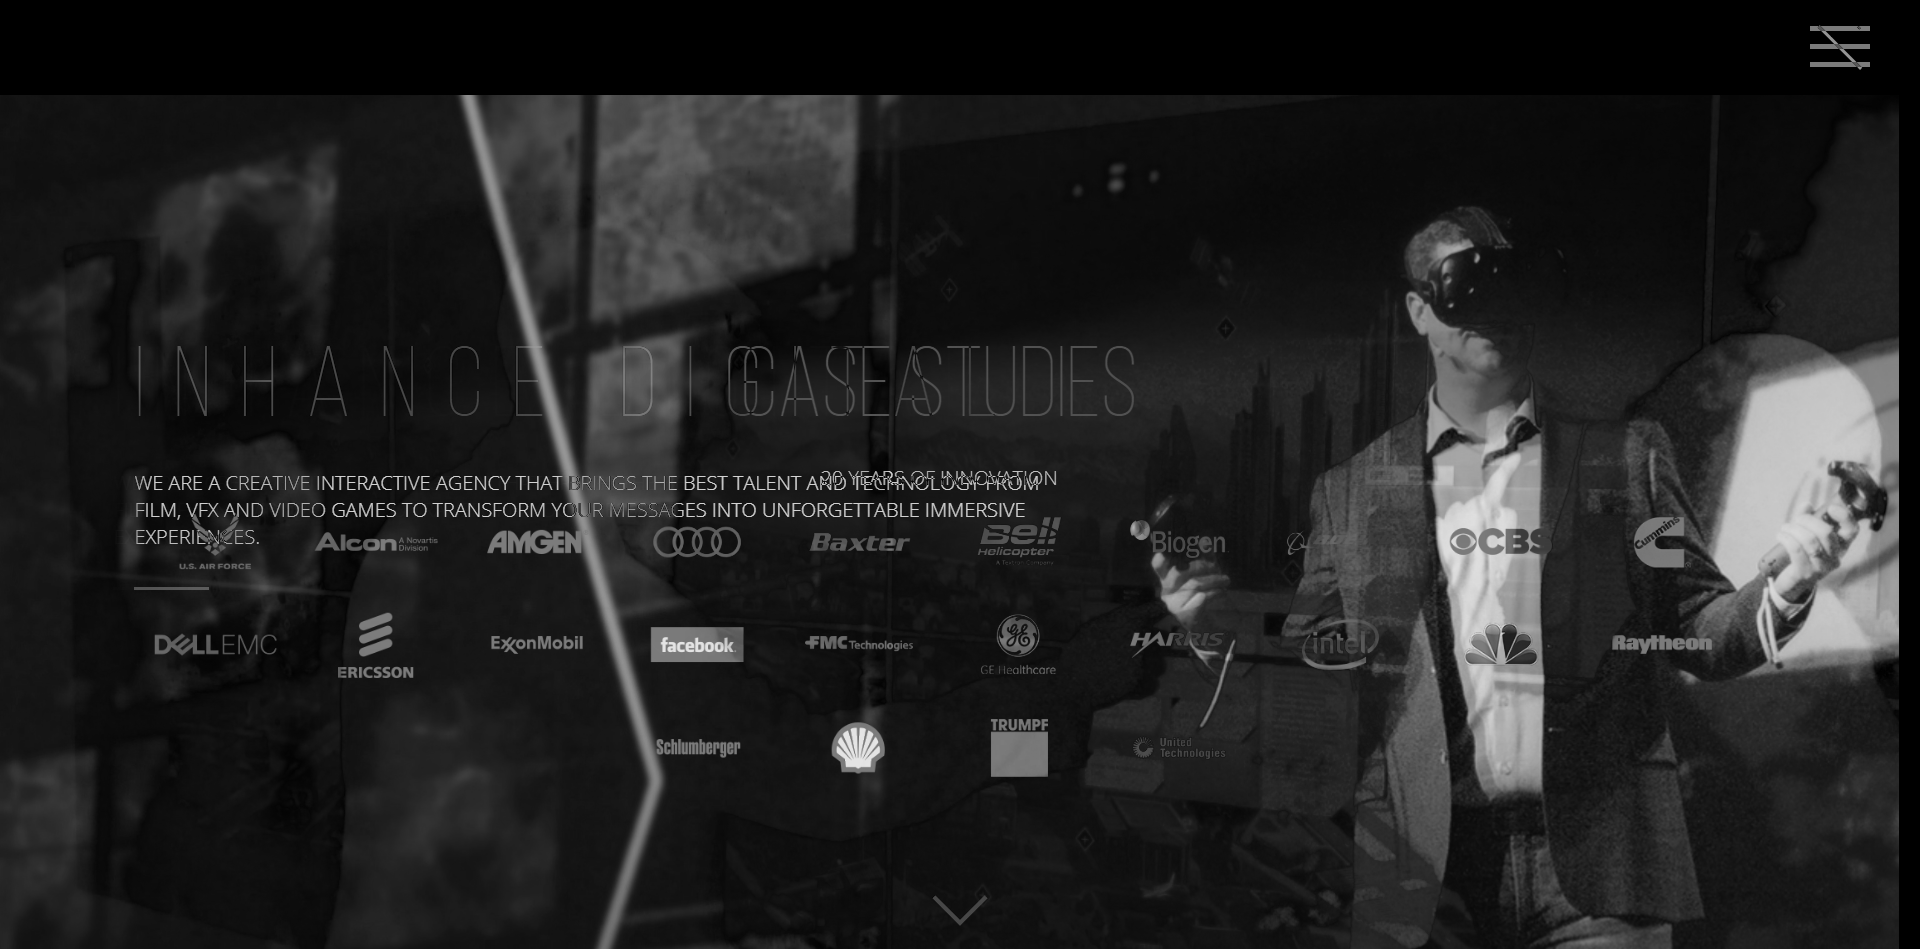 INHANCE DIGITAL
CASE STUDIES
WE ARE A CREATIVE INTERACTIVE AGENCY THAT BRINGS THE BEST TALENT AND TECHNOLOGY FROM
20 YEARS OF INNOVATION
FILM, VFX AND VIDEO GAMES TO TRANSFORM YOUR MESSAGES INTO UNFORGETTABLE IMMERSIVE
EXPERIENCES.
U.S. AIR FORCE
Alcon A Novartis Division
AMGEN
Baxter
Bell Helicopter
A Textron Company
Biogen
CBS
Cummins
DELL EMC
ERICSSON
ExxonMobil
facebook
FMC Technologies
GE Healthcare
HARRIS
intel
Raytheon
Schlumberger
TRUMPF
United Technologies